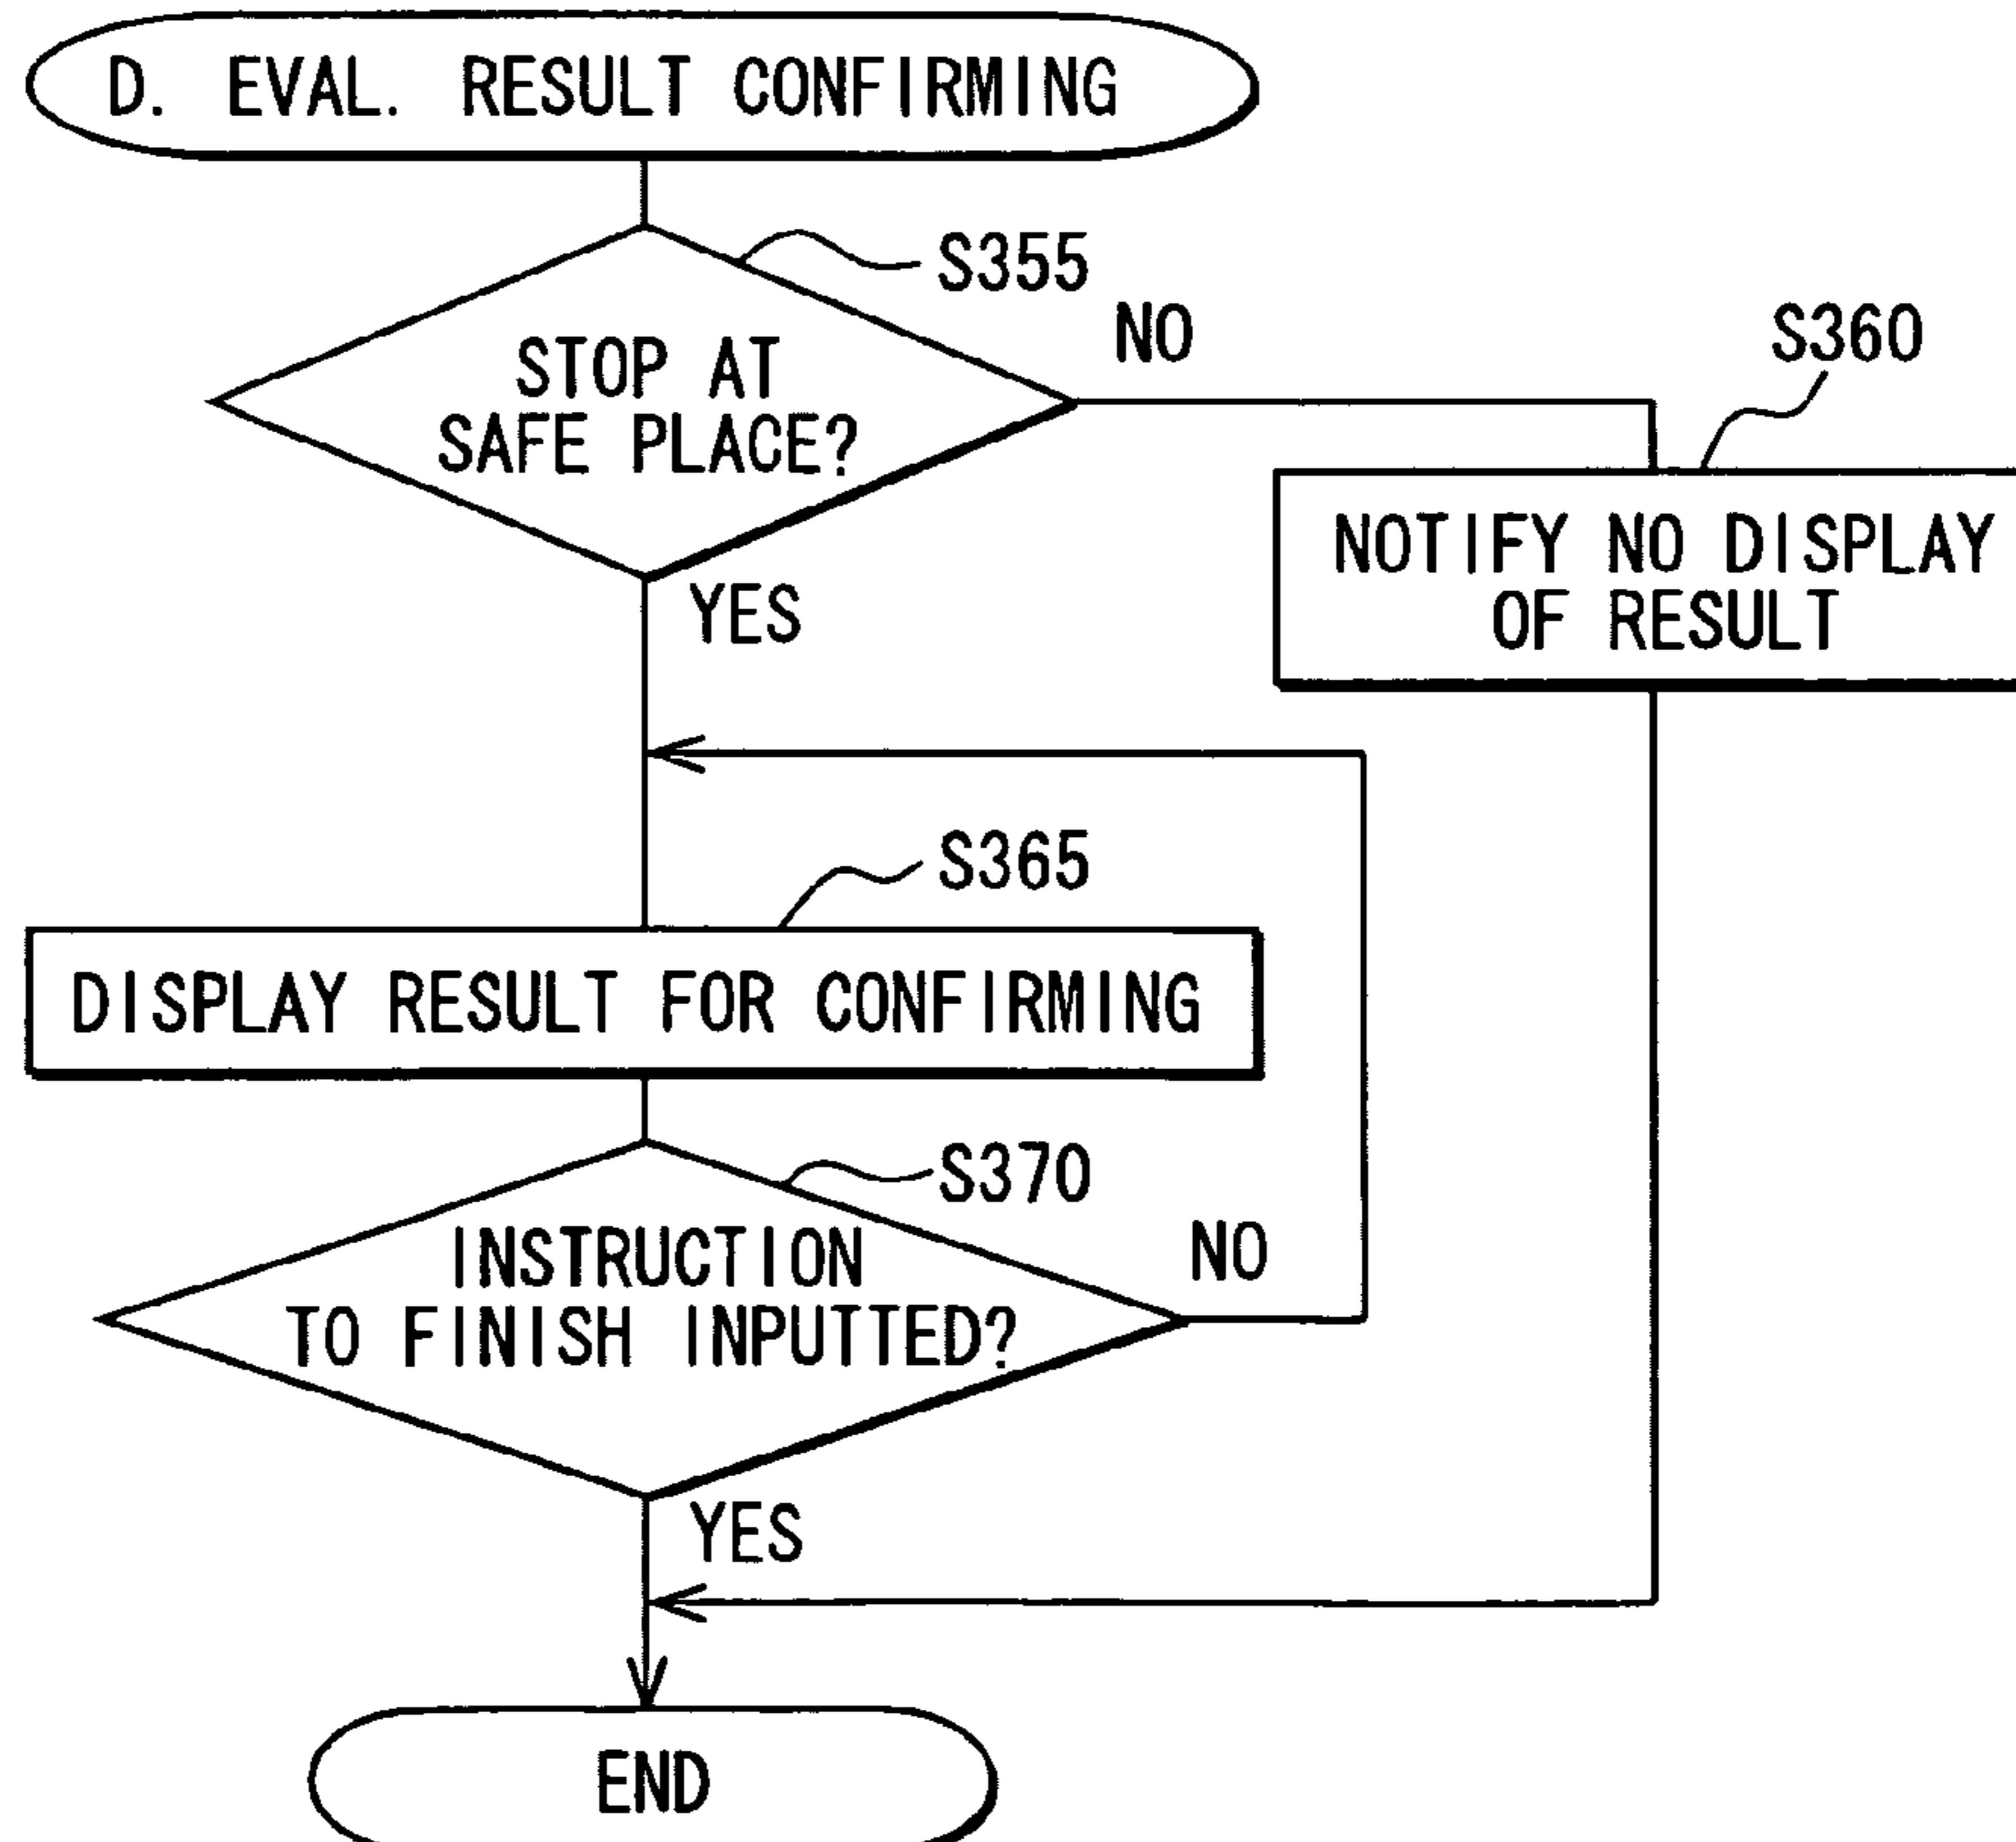 D. EVAL. RESULT CONFIRMING
S355
STOP AT
SAFE PLACE?
NO
YES
S360
NOTIFY NO DISPLAY
OF RESULT
S365
DISPLAY RESULT FOR CONFIRMING
S370
INSTRUCTION
TO FINISH INPUTTED?
NO
YES
END